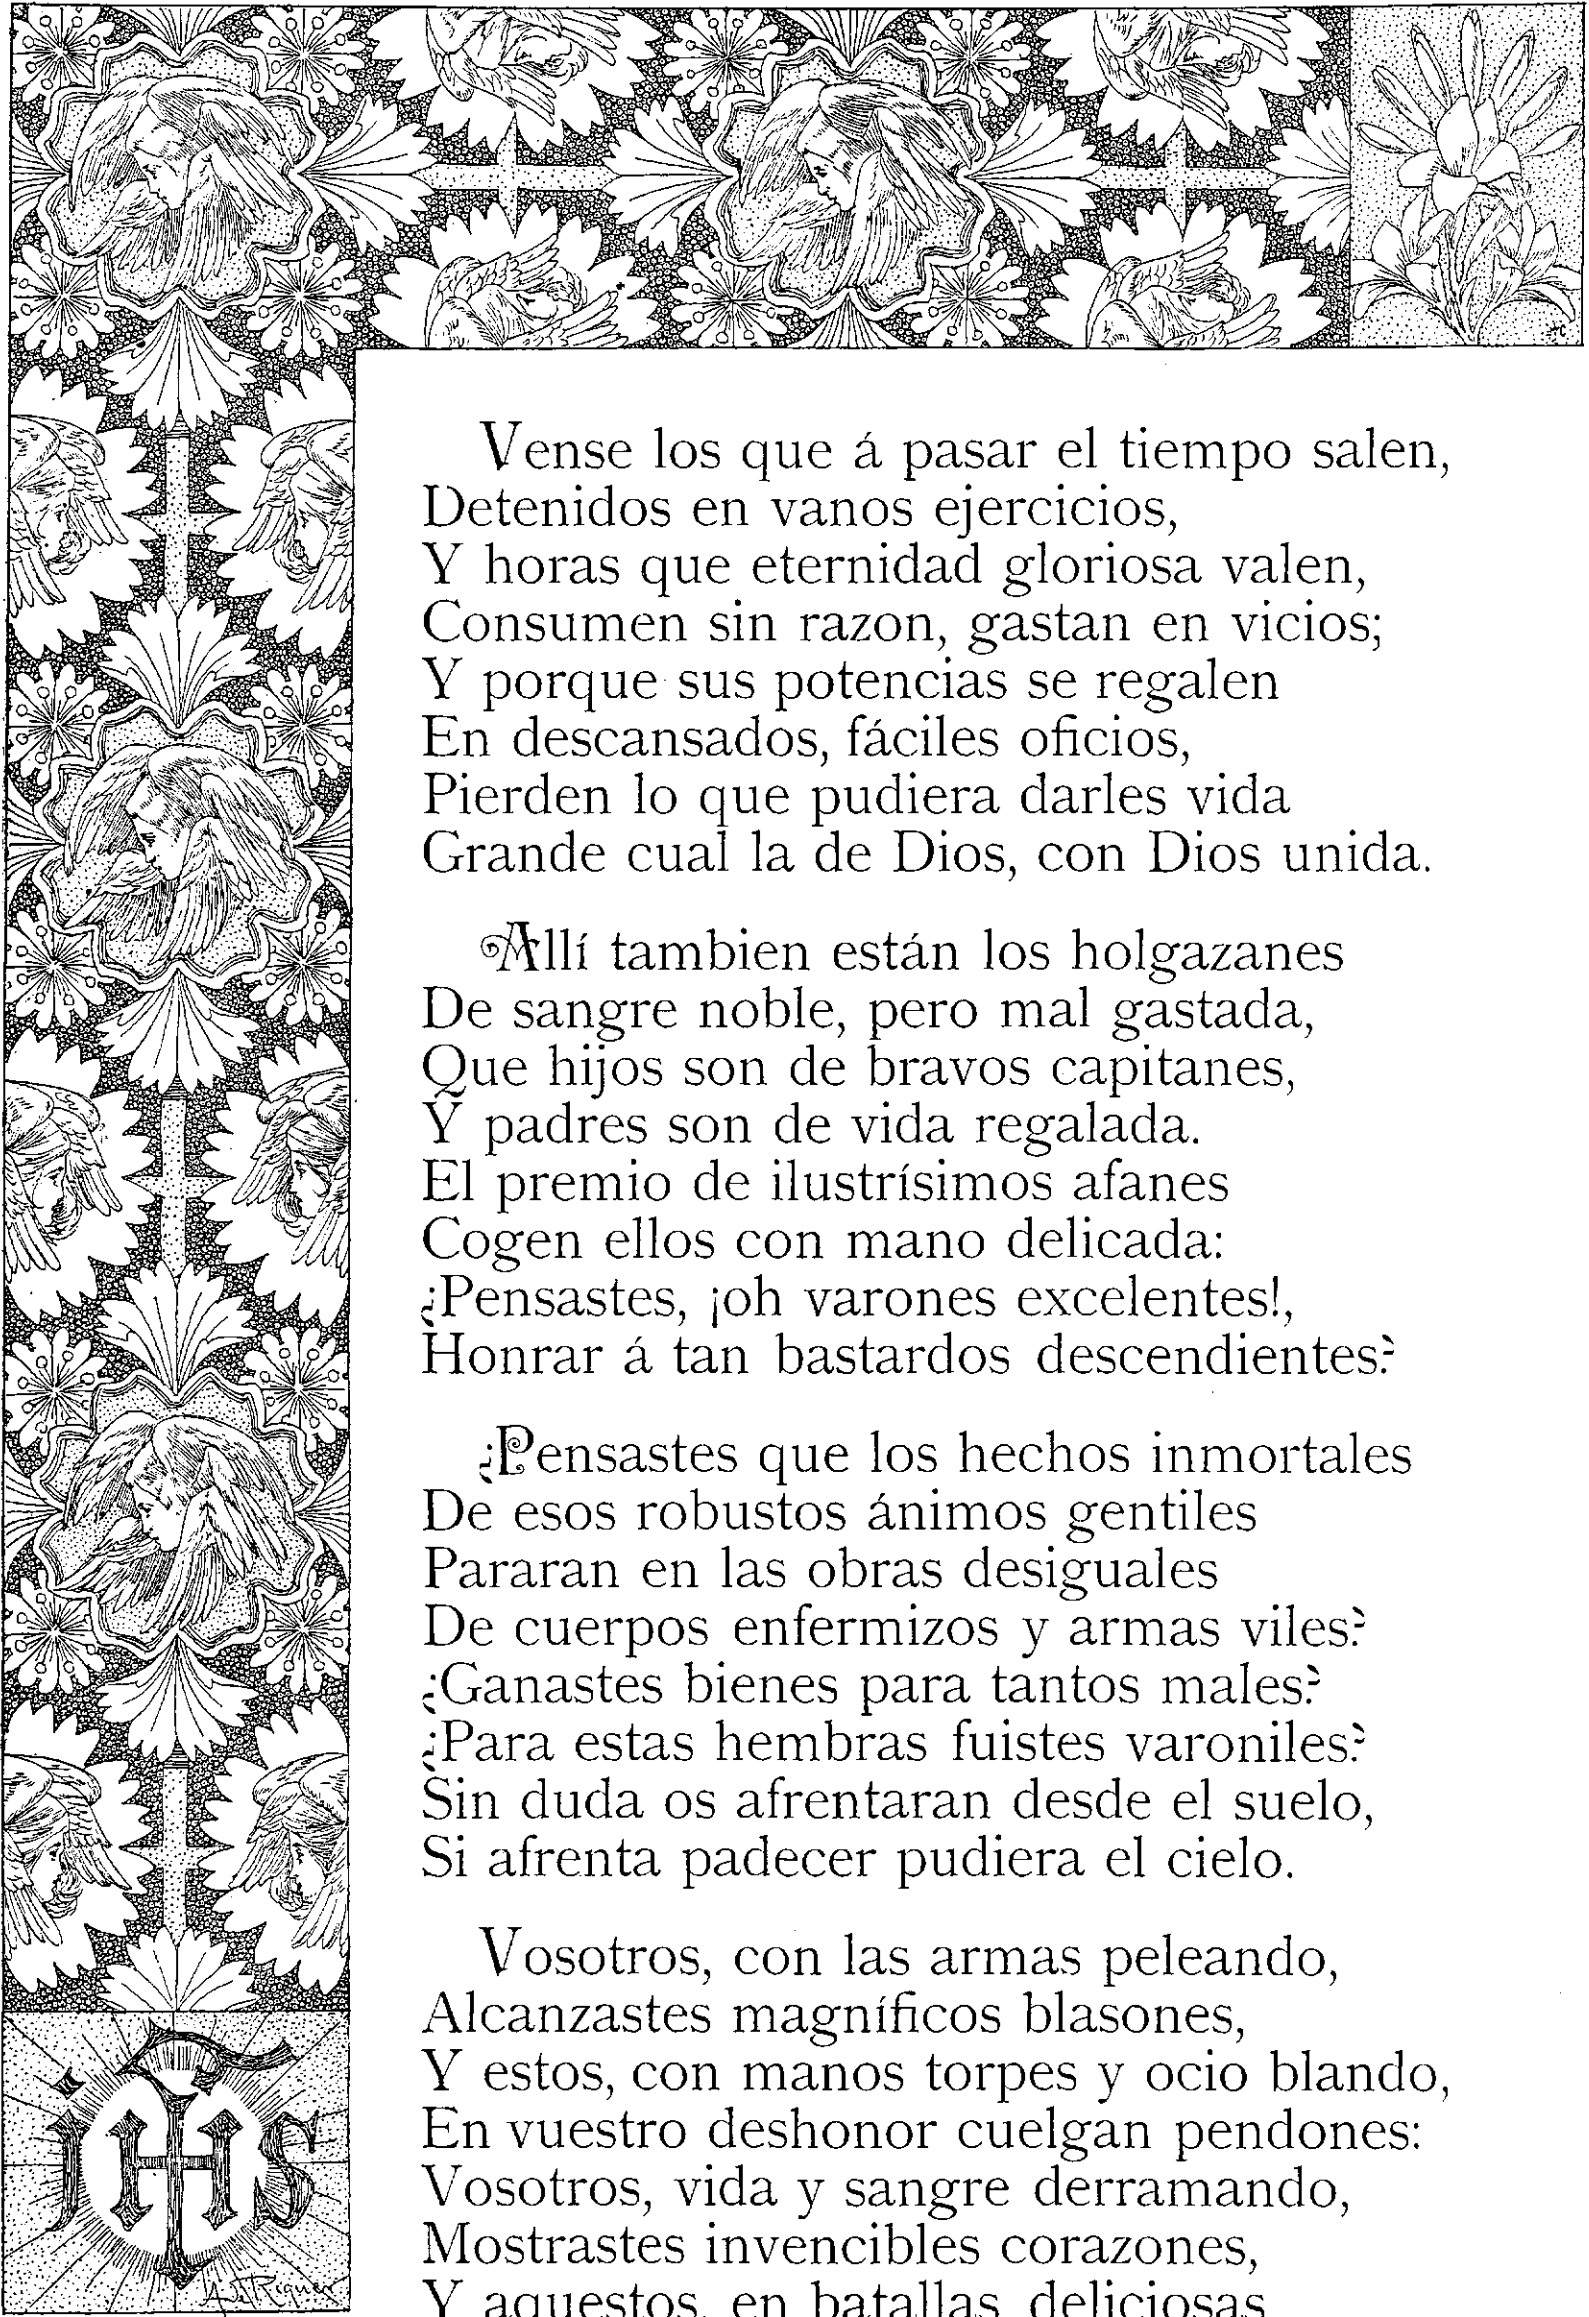 Vense los que á pasar el tiempo salen,
Detenidos en vanos ejercicios,
Y horas que eternidad gloriosa valen,
Consumen sin razon, gastan en vicios;
Y porque sus potencias se regalen
En descansados, fáciles oficios,
Pierden lo que pudiera darles vida
Grande cual la de Dios, con Dios unida.
Allí tambien están los holgazanes
De sangre noble, pero mal gastada,
Que hijos son de bravos capitanes,
Y padres son de vida regalada.
El premio de ilustrísimos afanes
Cogen ellos con mano delicada:
¿Pensastes, ¡oh varones excelentes!,
Honrar á tan bastardos descendientes?
¿Pensastes que los hechos inmortales
De esos robustos ánimos gentiles
Pararan en las obras desiguales
De cuerpos enfermizos y armas viles?
¿Ganastes bienes para tantos males?
¿Para estas hembras fuistes varoniles?
Sin duda os afrentaran desde el suelo,
Si afrenta padecer pudiera el cielo.
Vosotros, con las armas peleando,
Alcanzastes magníficos blasones,
Y estos, con manos torpes y ocio blando,
En vuestro deshonor cuelgan pendones:
Vosotros, vida y sangre derramando,
Mostrastes invencibles corazones,
Y aquestos, en batallas deliciosas
JHS
A. de Riquer